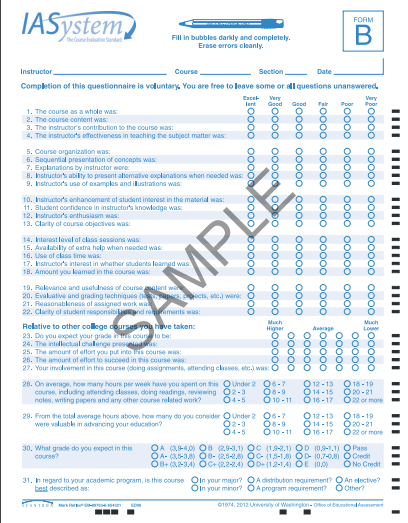 IASystem
The Course Evaluation Standard
Fill in bubbles darkly and completely.
Erase errors cleanly.
FORM
B
Instructor Course Section Date
Completion of this questionnaire is voluntary. You are free to leave some or all questions unanswered.
Excel-lent Very Good Good Fair Poor Very Poor
1. The course as a whole was:
2. The course content was:
3. The instructor's contribution to the course was:
4. The instructor's effectiveness in teaching the subject matter was:
5. Course organization was:
6. Sequential presentation of concepts was:
7. Explanations by instructor were:
8. Instructor's ability to present alternative explanations when needed was:
9. Instructor's use of examples and illustrations was:
10. Instructor's enhancement of student interest in the material was:
11. Student confidence in instructor's knowledge was:
12. Instructor's enthusiasm was:
13. Clarity of course objectives was:
14. Interest level of class sessions was:
15. Availability of extra help when needed was:
16. Use of class time was:
17. Instructor's interest in whether students learned was:
18. Amount you learned in the course was:
19. Relevance and usefulness of course content were:
20. Evaluative and grading techniques (tests, papers, projects, etc.) were:
21. Reasonableness of assigned work was:
22. Clarity of student responsibilities and requirements was:
SAMPLE
Relative to other college courses you have taken:
Much Higher Average Much Lower
23. Do you expect your grade in this course to be:
24. The intellectual challenge presented was:
25. The amount of effort you put into this course was:
26. The amount of effort to succeed in this course was:
27. Your involvement in this course (doing assignments, attending classes, etc.) was:
28. On average, how many hours per week have you spent on
this course, including attending classes, doing readings, reviewing
notes, writing papers and any other course related work?
Under 2 6 - 7 12 - 13 18 - 19
2 - 3 8 - 9 14 - 15 20 - 21
4 - 5 10 - 11 16 - 17 22 or more
29. From the total average hours above, how many do you consider
were valuable in advancing your education?
Under 2 6 - 7 12 - 13 18 - 19
2 - 3 8 - 9 14 - 15 20 - 21
4 - 5 10 - 11 16 - 17 22 or more
30. What grade do you expect in this
course?
A (3.9-4.0) B (2.9-3.1) C (1.9-2.1) D (0.9-1.1) Pass
A- (3.5-3.8) B- (2.5-2.8) C- (1.5-1.8) D- (0.7-0.8) Credit
B+ (3.2-3.4) C+ (2.2-2.4) D+ (1.2-1.4) E (0.0) No Credit
31. In regard to your academic program, is this course
best described as:
In your major? A distribution requirement? An elective?
In your minor? A program requirement? Other?
©1974, 2012 University of Washington • Office of Educational Assessment